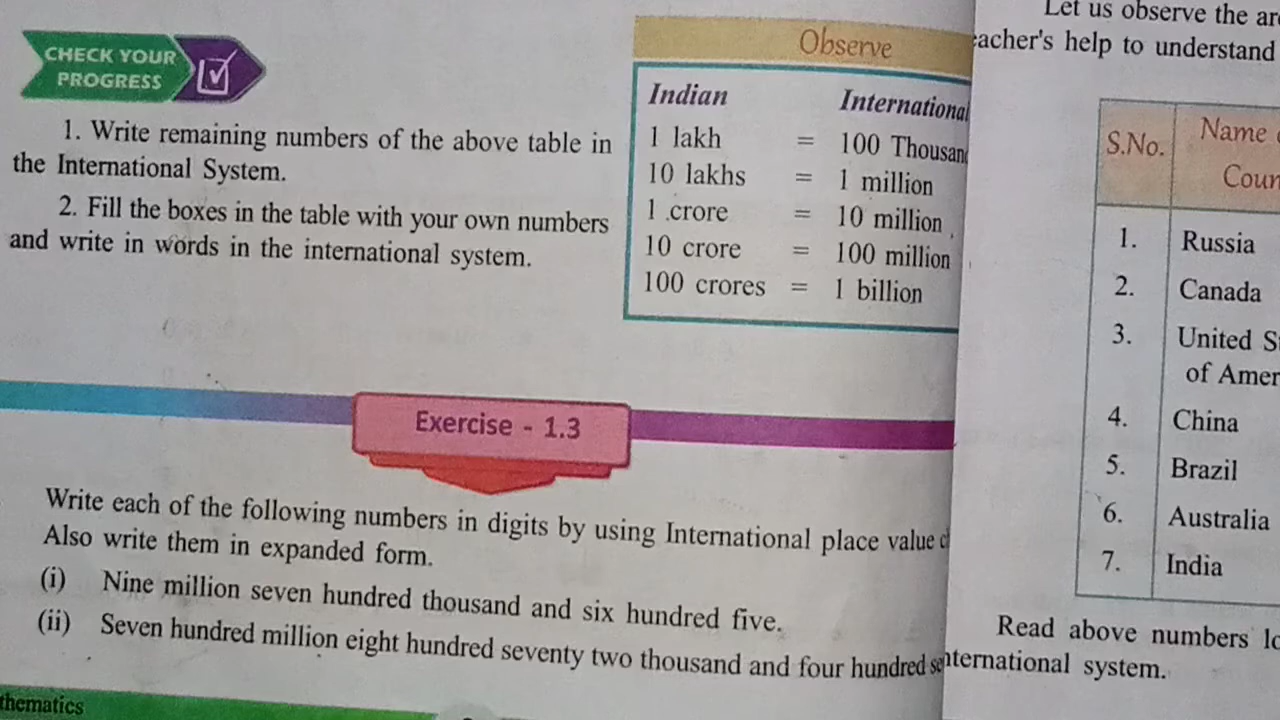 CHECK YOUR
PROGRESS
1. Write remaining numbers of the above table in
the International System.
2. Fill the boxes in the table with your own numbers
and write in words in the international system.
Observe
Indian International
1 lakh = 100
10 lakhs = 1 million
1 crore = 10 million
10 crore = 100 million
100 crores = 1 billion
Exercise - 1.3
Write each of the following numbers in digits by using International place value
Also write them in expanded form.
(i) Nine million seven hundred thousand and six hundred five.
(ii) Seven hundred million eight hundred seventy two thousand and four hundred
Let us observe the
help to understand
S.No. Name
1. Russia
2. Canada
3. United
of
4. China
5. Brazil
6. Australia
7. India
Read above numbers
system.